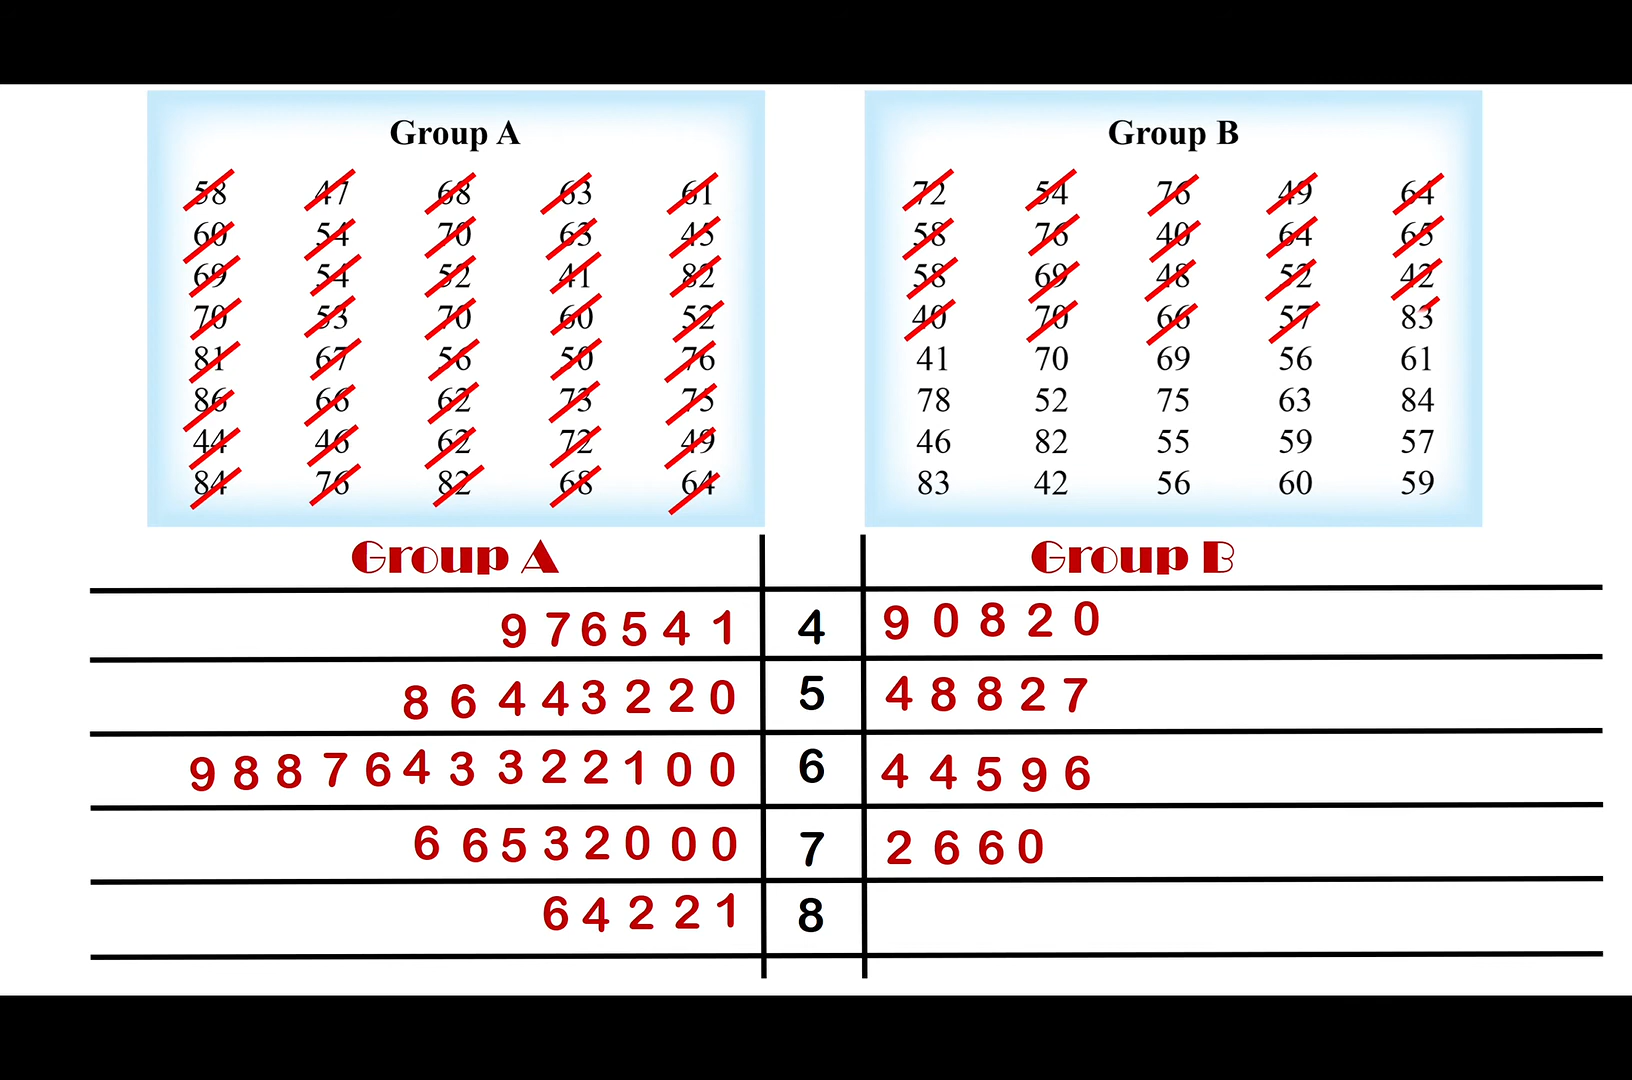 Group A
58 47 68 63 61
60 54 70 63 45
69 54 52 41 82
70 53 70 60 52
81 67 56 50 76
86 66 62 73 75
44 46 62 72 49
84 76 82 68 64
Group B
72 54 76 49 64
58 76 40 64 65
58 69 48 52 42
40 70 66 57 83
41 70 69 56 61
78 52 75 63 84
46 82 55 59 57
83 42 56 60 59
Group A Group B
9 7 6 5 4 1 4 9 0 8 2 0
8 6 4 4 3 2 2 0 5 4 8 8 2 7
9 8 8 7 6 4 3 3 2 2 1 0 0 6 4 4 5 9 6
6 6 5 3 2 0 0 0 7 2 6 6 0
6 4 2 2 1 8